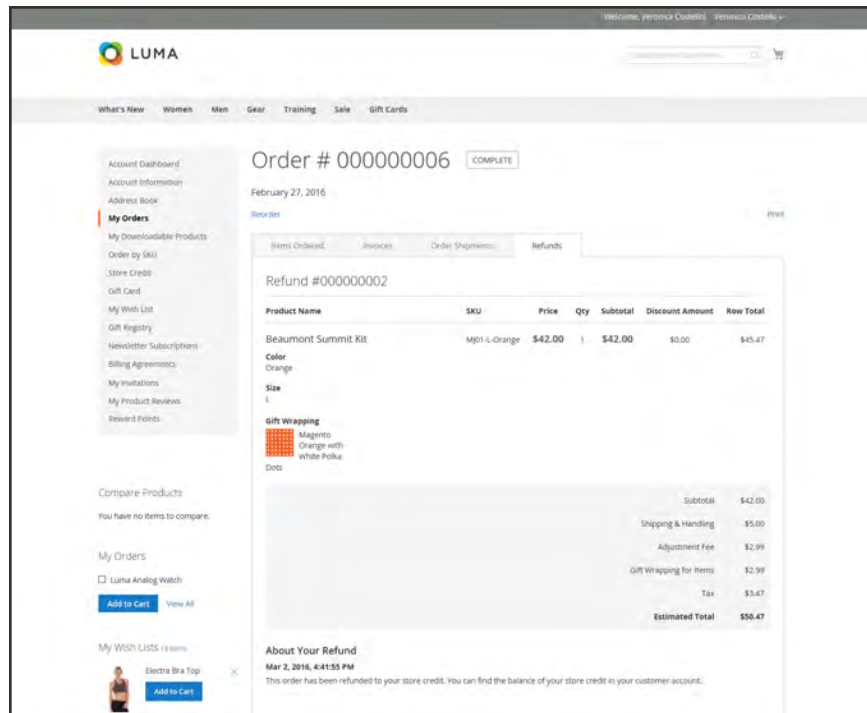 Welcome, Veronica Costello! Veronica Costello
LUMA
What's New Women Men Gear Training Sale Gift Cards
Account Dashboard
Account Information
Address Book
My Orders
My Downloadable Products
Order by SKU
Store Credit
Gift Card
My Wish List
Gift Registry
Newsletter Subscriptions
Billing Agreements
My Invitations
My Product Reviews
Reward Points
Compare Products
You have no items to compare.
My Orders
Luma Analog Watch
Add to Cart View All
My Wish Lists
Electra Bra Top
Add to Cart
Order # 000000006 COMPLETE
February 27, 2016
Reorder Print
Items Ordered Invoices Order Shipments Refunds
Refund #000000002
Product Name SKU Price Qty Subtotal Discount Amount Row Total
Beaumont Summit Kit MJ01-L-Orange $42.00 1 $42.00 $0.00 $45.47
Color
Orange
Size
L
Gift Wrapping
Magento
Orange with
White Polka
Dots
Subtotal $42.00
Shipping & Handling $5.00
Adjustment Fee $2.99
Gift Wrapping for Items $2.99
Tax $3.47
Estimated Total $50.47
About Your Refund
Mar 2, 2016, 4:41:55 PM
This order has been refunded to your store credit. You can find the balance of your store credit in your customer account.